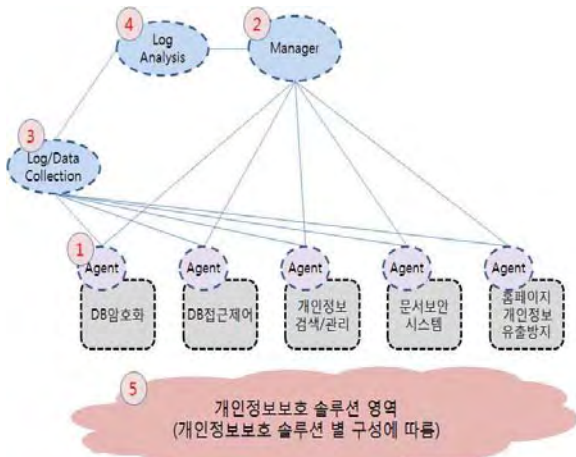 4
Log
Analysis
2
Manager
3
Log/Data
Collection
1
Agent
Agent
Agent
Agent
Agent
DB암호화
DB접근제어
개인정보
검색/관리
문서보안
시스템
홈페이지
개인정보
유출방지
5
개인정보보호 솔루션 영역
(개인정보보호 솔루션 별 구성에 따름)